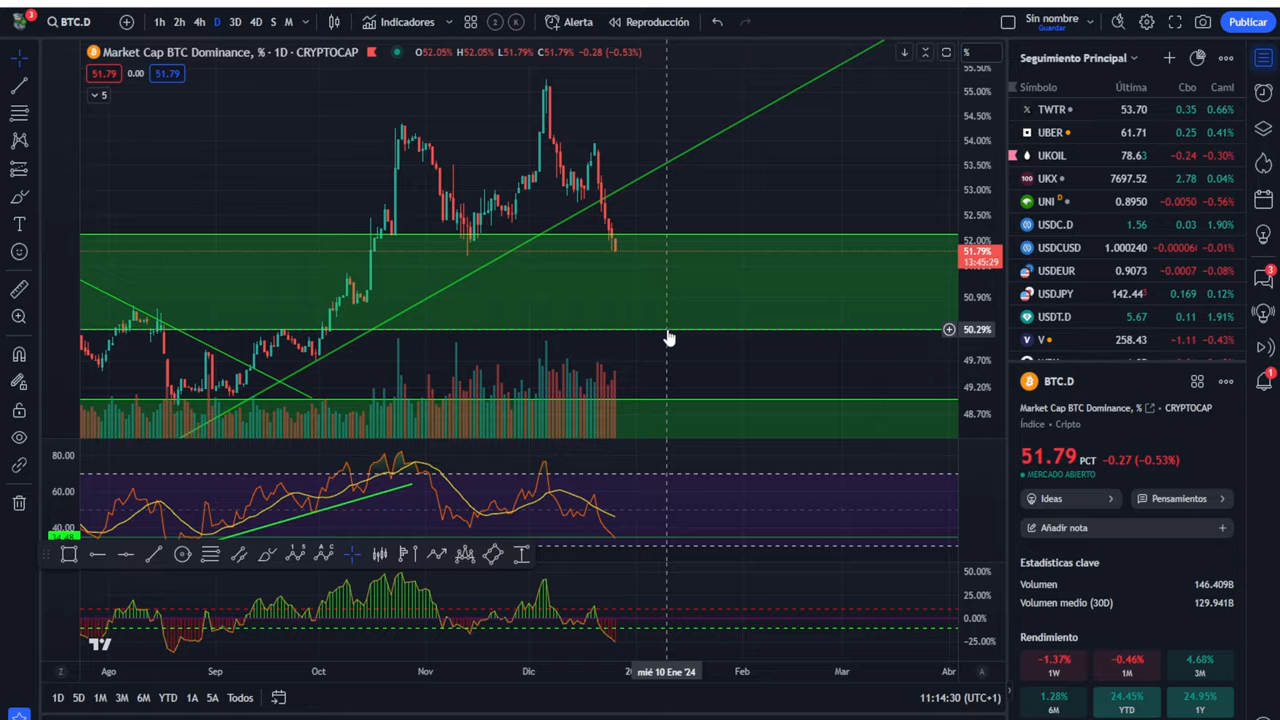 3
BTC.D
1h 2h 4h D 3D 4D S M
Indicadores
2 K
Alerta
Reproducción
Sin nombre
Guardar
Publicar
Market Cap BTC Dominance, % · 1D · CRYPTOCAP
O52.05% H52.05% L51.79% C51.79% -0.28 (-0.53%)
51.79 0.00 51.79
5
%
55.50%
55.00%
54.50%
54.00%
53.50%
53.00%
52.50%
52.00%
51.79%
13:45:29
50.90%
50.29%
49.70%
49.20%
48.70%
80.00
60.00
40.00
34.48
50.00%
25.00%
0.00%
-25.00%
Z
Ago Sep Oct Nov Dic
mié 10 Ene '24
Feb Mar Abr
A
1D 5D 1M 3M 6M YTD 1A 5A Todos
11:14:30 (UTC+1)
Seguimiento Principal
Símbolo Última Cbo Caml
TWTR 53.70 0.35 0.66%
UBER 61.71 0.25 0.41%
UKOIL 78.63 -0.24 -0.30%
100 UKX 7697.52 2.78 0.04%
UNI D 0.8950 -0.0050 -0.56%
USDC.D 1.56 0.03 1.90%
USDCUSD 1.000240 -0.00006 -0.01%
USDEUR 0.9073 -0.0007 -0.08%
USDJPY 142.443 0.169 0.12%
USDT.D 5.67 0.11 1.91%
V 258.43 -1.11 -0.43%
BTC.D
Market Cap BTC Dominance, % · CRYPTOCAP
Índice · Cripto
51.79 PCT -0.27 (-0.53%)
MERCADO ABIERTO
Ideas
Pensamientos
Añadir nota
Estadísticas clave
Volumen 146.409B
Volumen medio (30D) 129.941B
Rendimiento
-1.37% -0.46% 4.68%
1W 1M 3M
1.28% 24.45% 24.95%
6M YTD 1Y
3
1